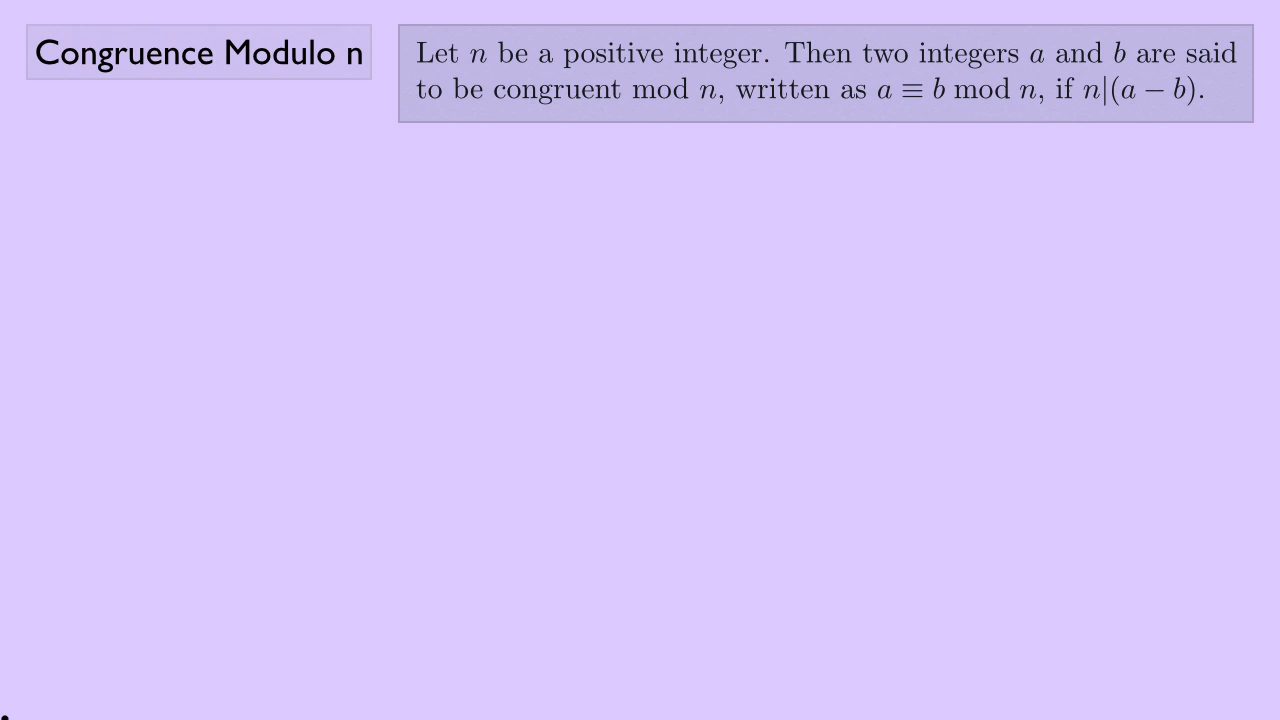 Congruence Modulo n
Let n be a positive integer. Then two integers a and b are said
to be congruent mod n, written as a ≡ b mod n, if n|(a − b).